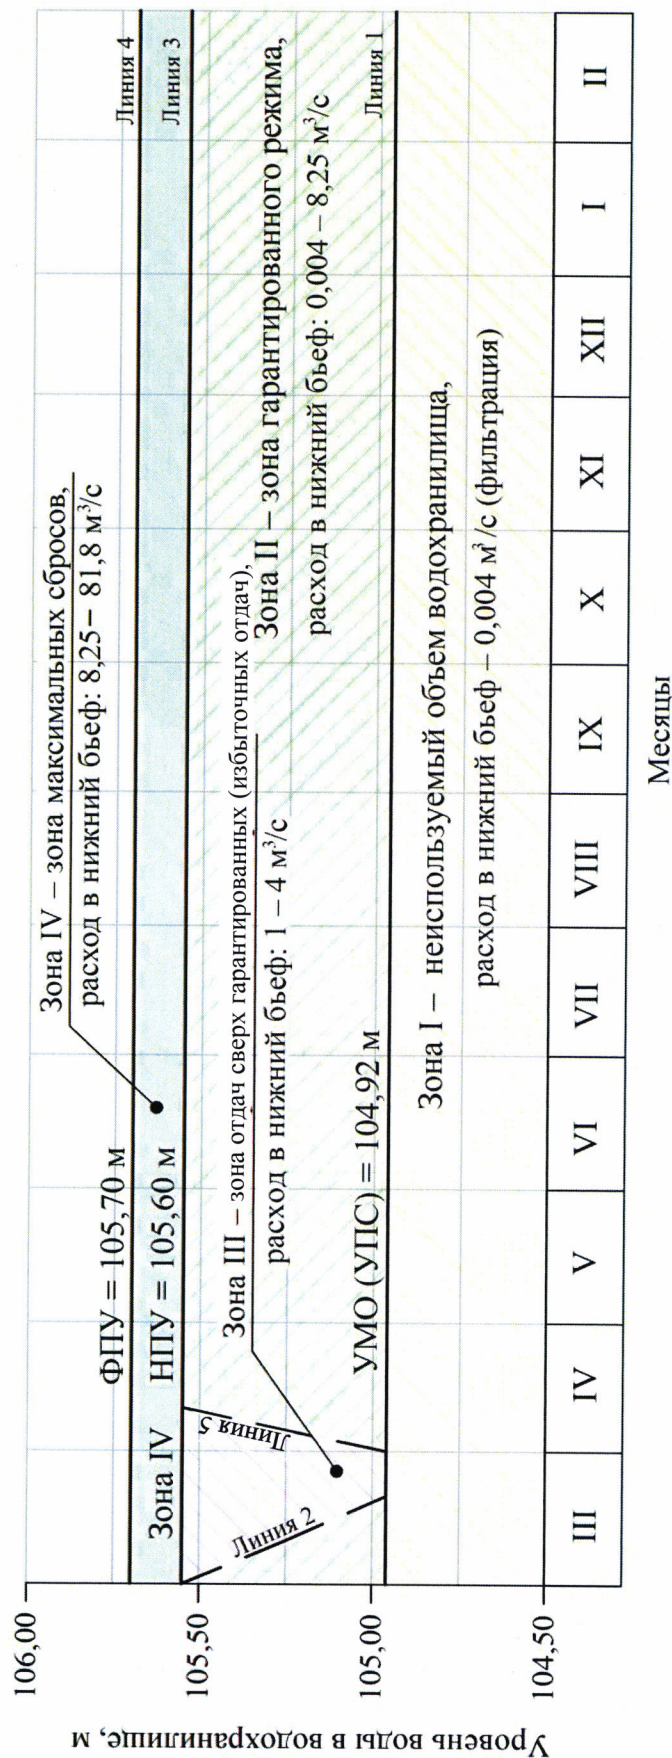 Уровень воды в водохранилище, м
106,00
105,50
105,00
104,50
Зона IV – зона максимальных сбросов,
расход в нижний бьеф: 8,25– 81,8 м³/с
ФПУ = 105,70 м
Линия 4
Зона IV
НПУ = 105,60 м
Линия 3
Линия 2
Линия 5
Зона III – зона отдач сверх гарантированных (избыточных отдач),
расход в нижний бьеф: 1 – 4 м³/с
Зона II – зона гарантированного режима,
расход в нижний бьеф: 0,004 – 8,25 м³/с
УМО (УПС) = 104,92 м
Линия 1
Зона I – неиспользуемый объем водохранилища,
расход в нижний бьеф – 0,004 м³/с (фильтрация)
III IV V VI VII VIII IX X XI XII I II
Месяцы